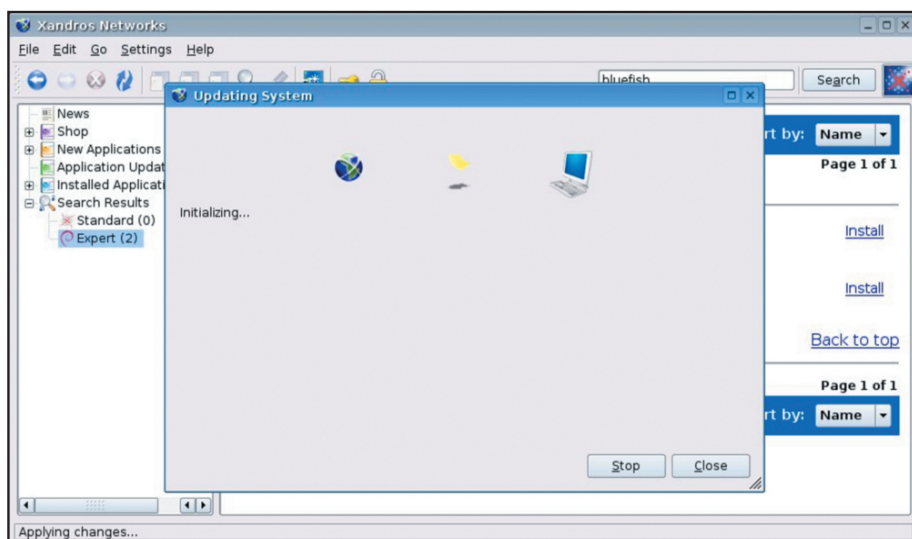 Xandros Networks
File Edit Go Settings Help
bluefish
Search
Updating System
Initializing...
Stop
Close
News
Shop
New Applications
Application Updat
Installed Applicati
Search Results
Standard (0)
Expert (2)
rt by: Name
Page 1 of 1
Install
Install
Back to top
Page 1 of 1
rt by: Name
Applying changes...